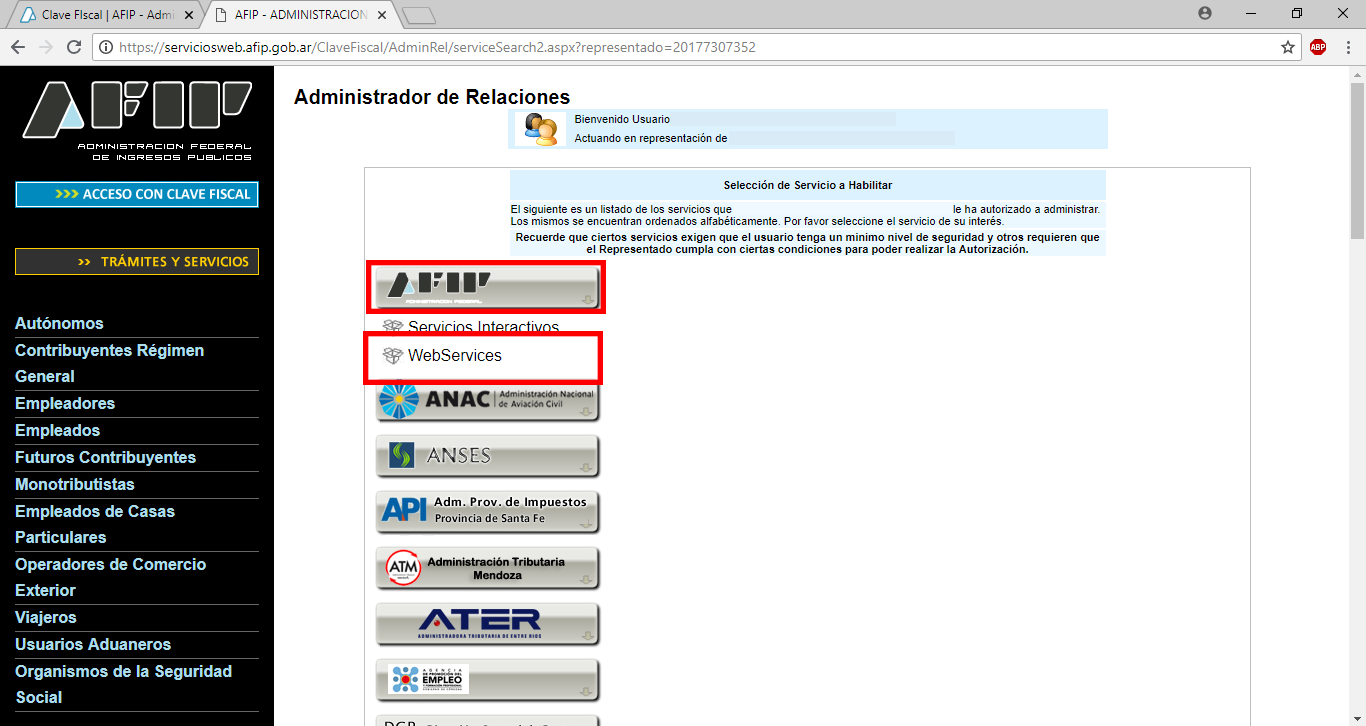 Clave FIscal | AFIP - Admi
AFIP - ADMINISTRACION
https://serviciosweb.afip.gob.ar/ClaveFiscal/AdminRel/serviceSearch2.aspx?representado=20177307352
ABP
AFIP
ADMINISTRACION FEDERAL
DE INGRESOS PUBLICOS
>>> ACCESO CON CLAVE FISCAL
>> TRÁMITES Y SERVICIOS
Autónomos
Contribuyentes Régimen
General
Empleadores
Empleados
Futuros Contribuyentes
Monotributistas
Empleados de Casas
Particulares
Operadores de Comercio
Exterior
Viajeros
Usuarios Aduaneros
Organismos de la Seguridad
Social
Administrador de Relaciones
Bienvenido Usuario
Actuando en representación de
Selección de Servicio a Habilitar
El siguiente es un listado de los servicios que le ha autorizado a administrar.
Los mismos se encuentran ordenados alfabéticamente. Por favor seleccione el servicio de su interés.
Recuerde que ciertos servicios exigen que el usuario tenga un minimo nivel de seguridad y otros requieren que
el Representado cumpla con ciertas condiciones para poder realizar la Autorización.
AFIP
ADMINISTRACION FEDERAL
Servicios Interactivos
WebServices
ANAC Administración Nacional
de Aviación Civil
ANSES
API Adm. Prov. de Impuestos
Provincia de Santa Fe
ATM Administración Tributaria
Mendoza
ATER
ADMINISTRADORA TRIBUTARIA DE ENTRE RIOS
AGENCIA
DE PROMOCIÓN DEL
EMPLEO